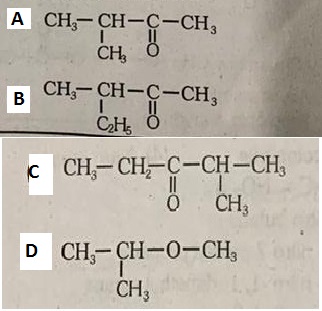 A CH₃–CH–C–CH₃
CH₃ O
B CH₃–CH–C–CH₃
C₂H₅ O
C CH₃–CH₂–C–CH–CH₃
O CH₃
D CH₃–CH–O–CH₃
CH₃